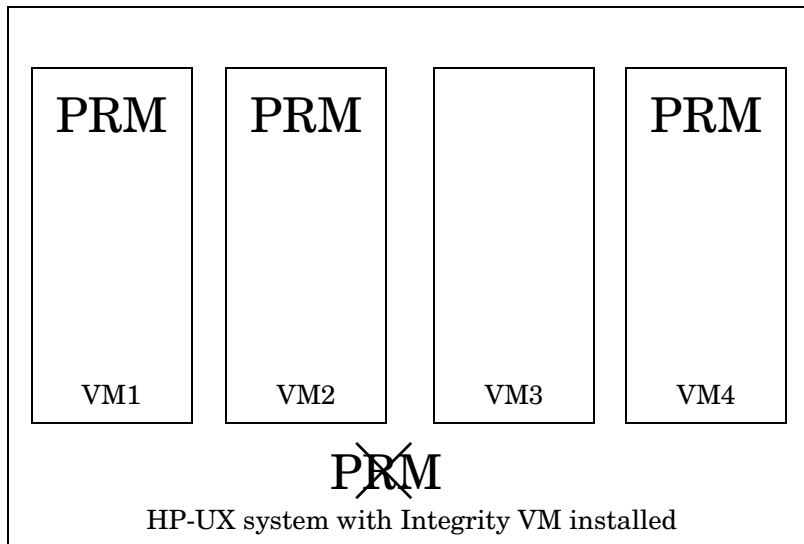 PRM PRM PRM
VM1 VM2 VM3 VM4
PRM
HP-UX system with Integrity VM installed